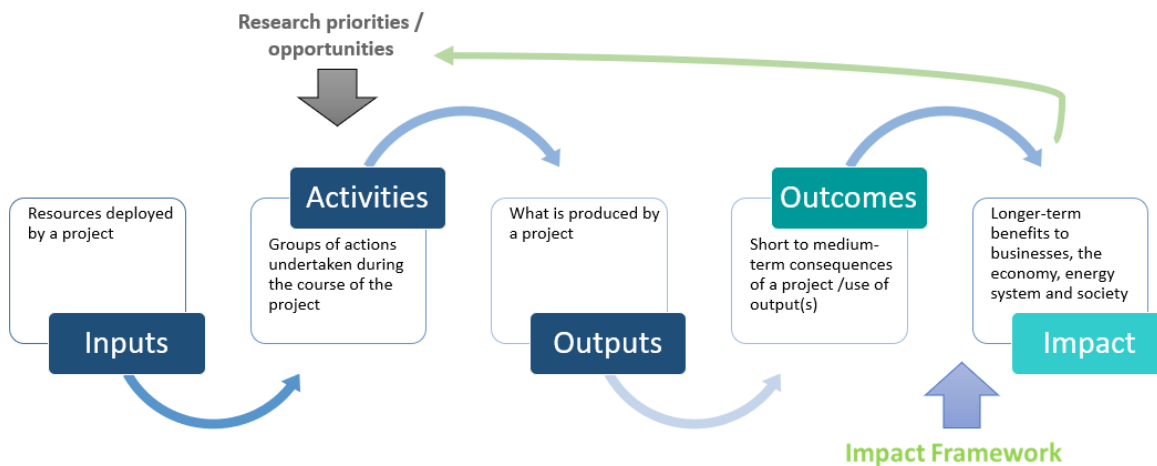 Research priorities /
opportunities
Resources deployed
by a project
Inputs
Activities
Groups of actions
undertaken during
the course of the
project
What is produced by
a project
Outputs
Outcomes
Short to medium-
term consequences
of a project /use of
output(s)
Longer-term
benefits to
businesses, the
economy, energy
system and society
Impact
Impact Framework